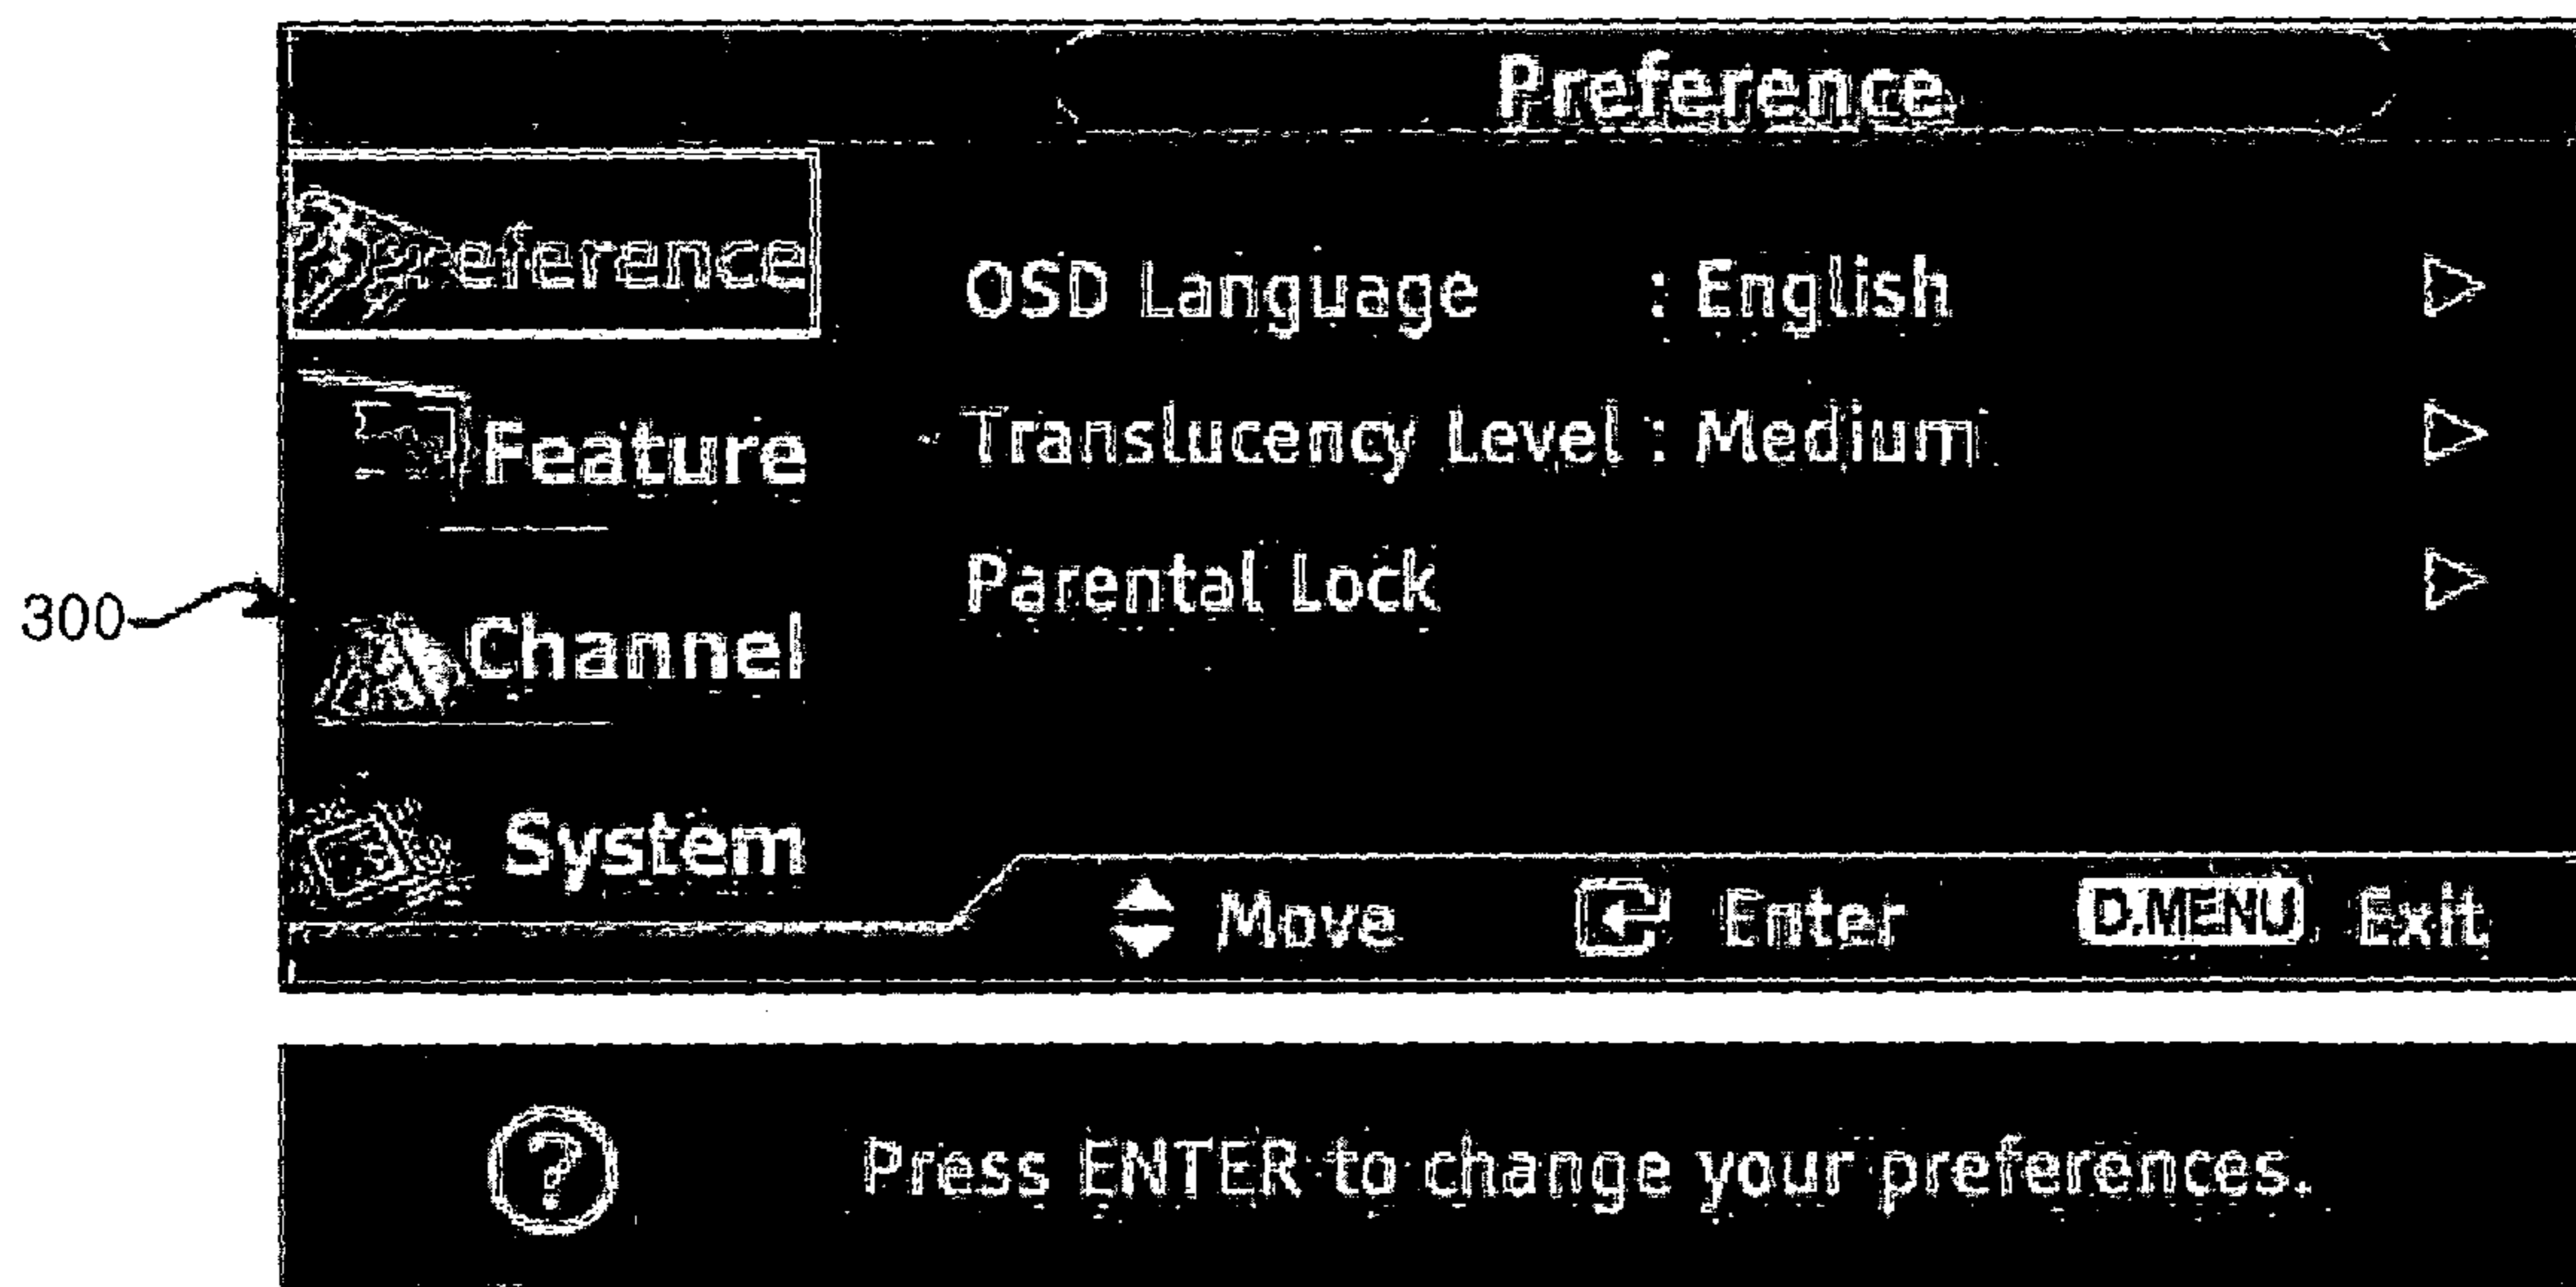 Preference
Preference
OSD Language : English
Feature
Translucency Level : Medium
Parental Lock
300
Channel
System
Move Enter D.MENU Exit
? Press ENTER to change your preferences.